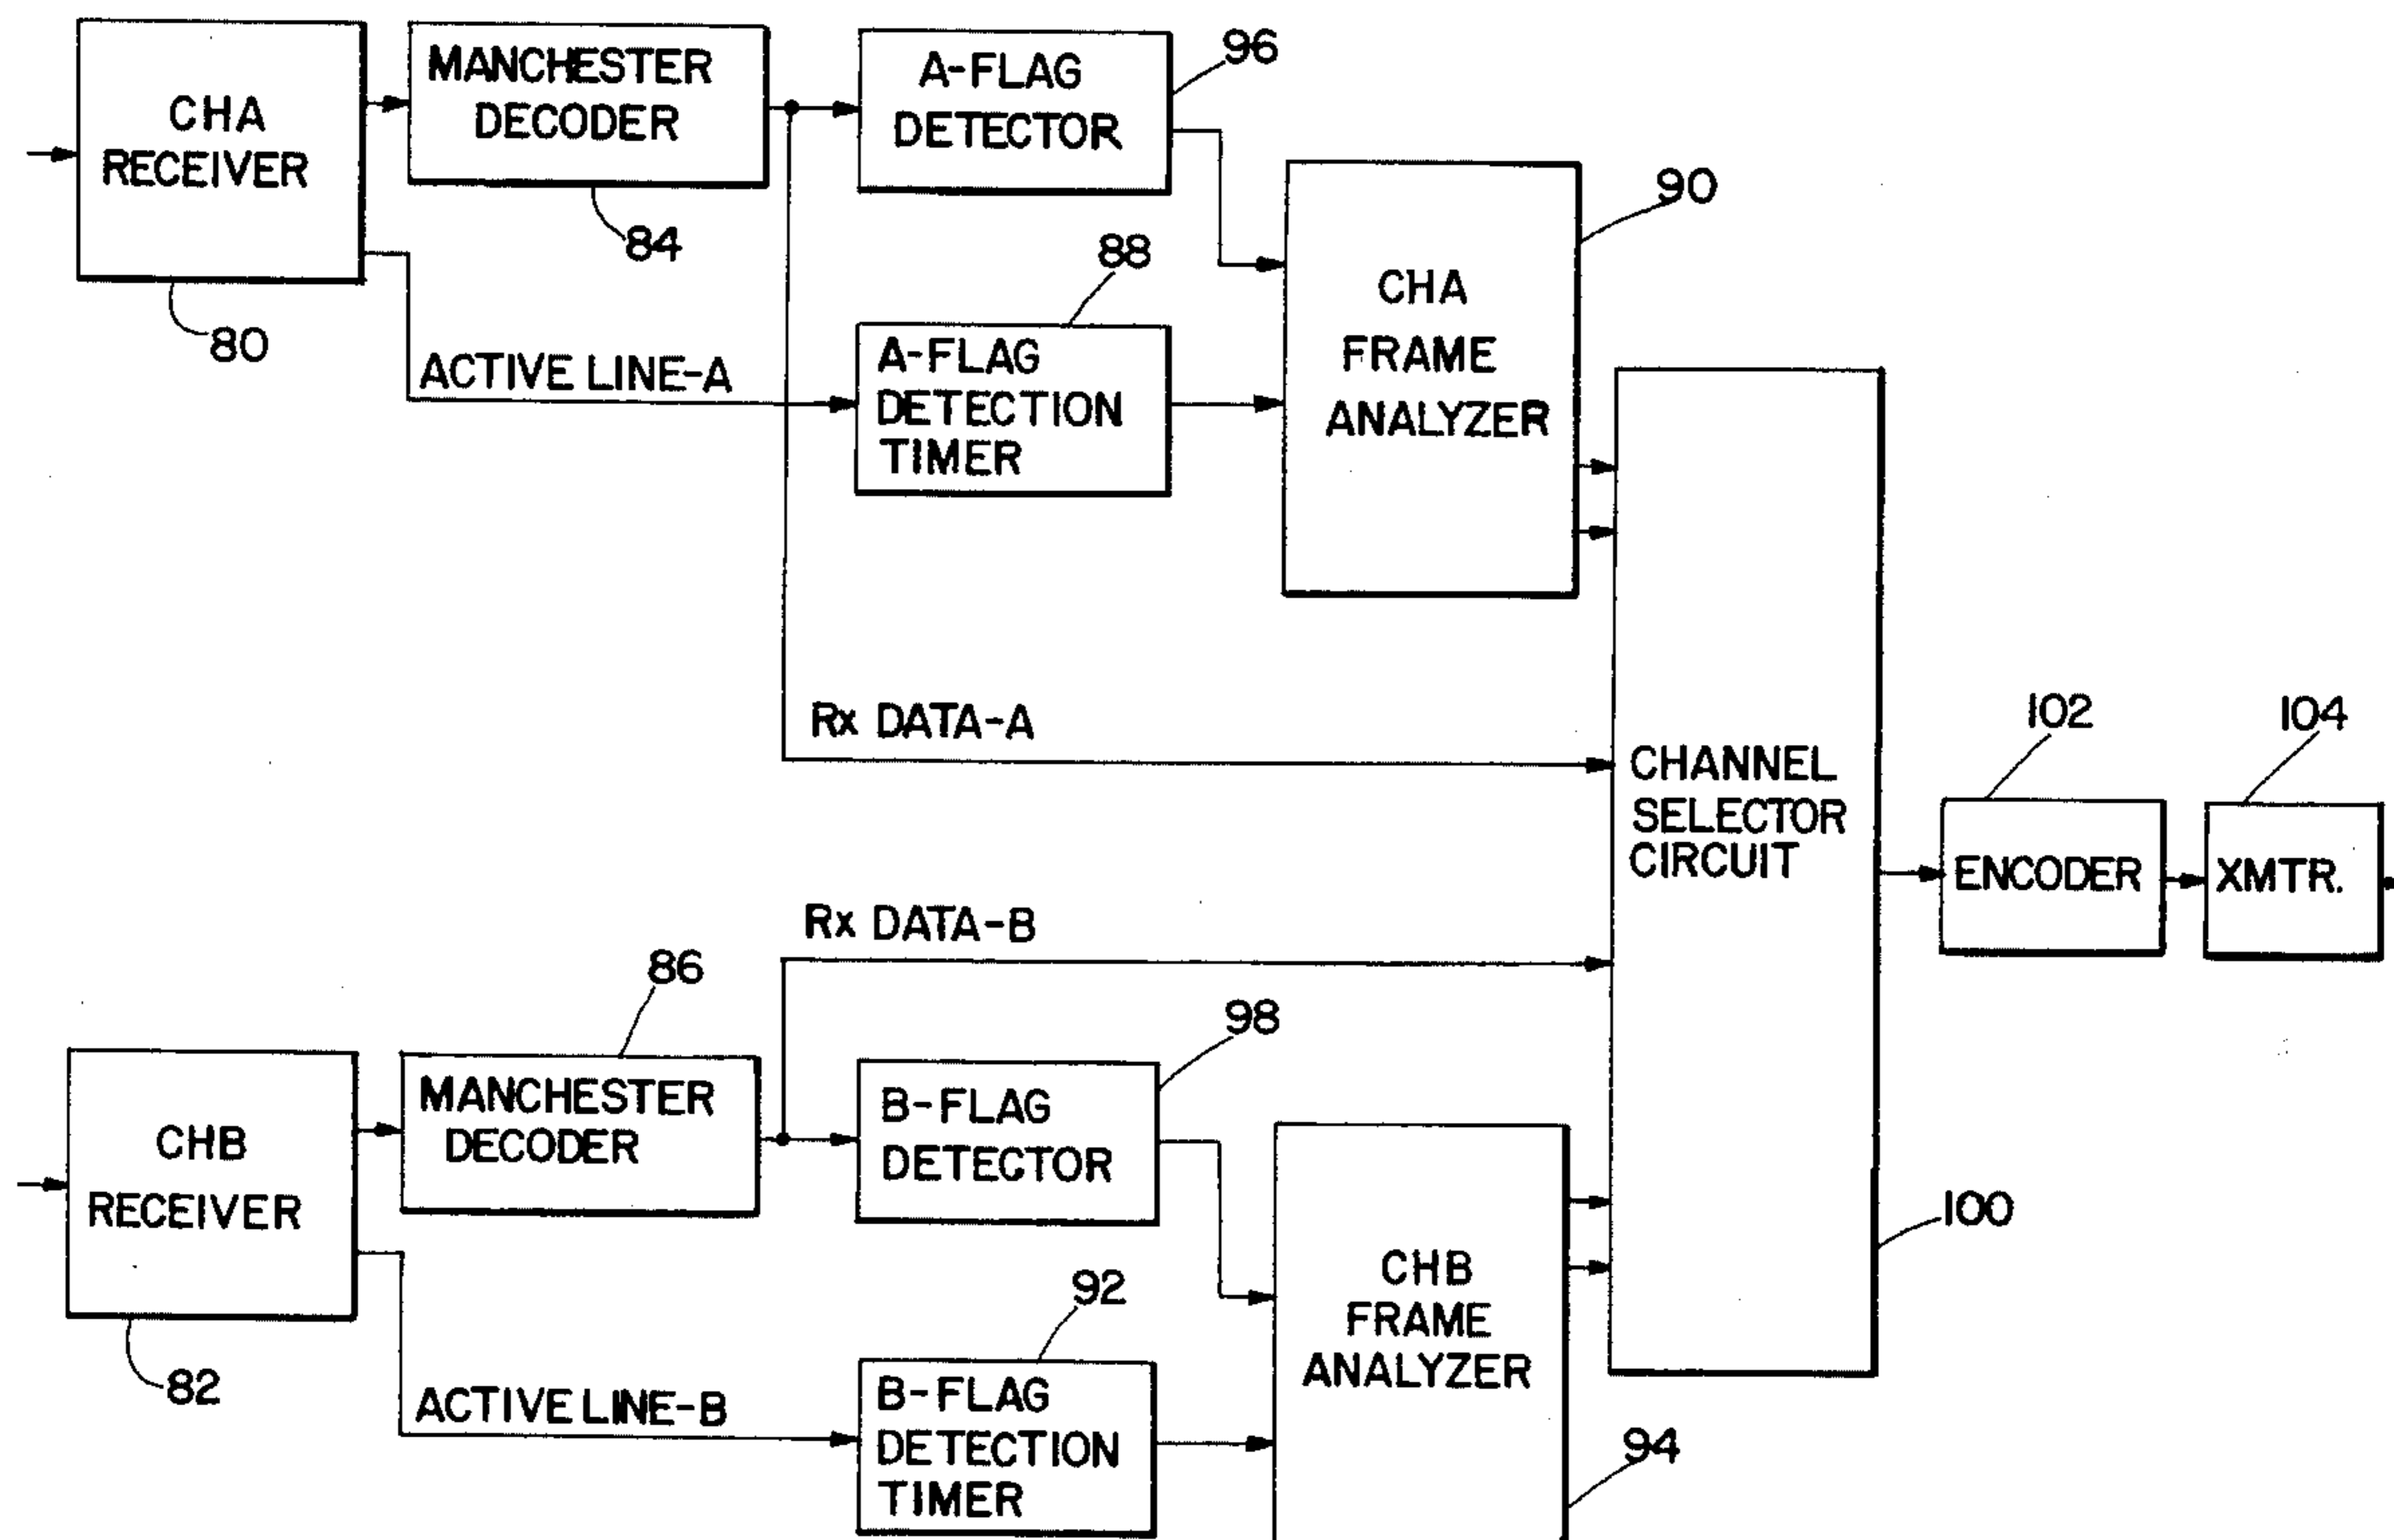 CHA
RECEIVER
80
MANCHESTER
DECODER
84
A-FLAG
DETECTOR
96
ACTIVE LINE-A
A-FLAG
DETECTION
TIMER
88
CHA
FRAME
ANALYZER
90
Rx DATA-A
CHANNEL
SELECTOR
CIRCUIT
100
ENCODER
102
XMTR.
104
Rx DATA-B
CHB
RECEIVER
82
MANCHESTER
DECODER
86
B-FLAG
DETECTOR
98
ACTIVE LINE-B
B-FLAG
DETECTION
TIMER
92
CHB
FRAME
ANALYZER
94